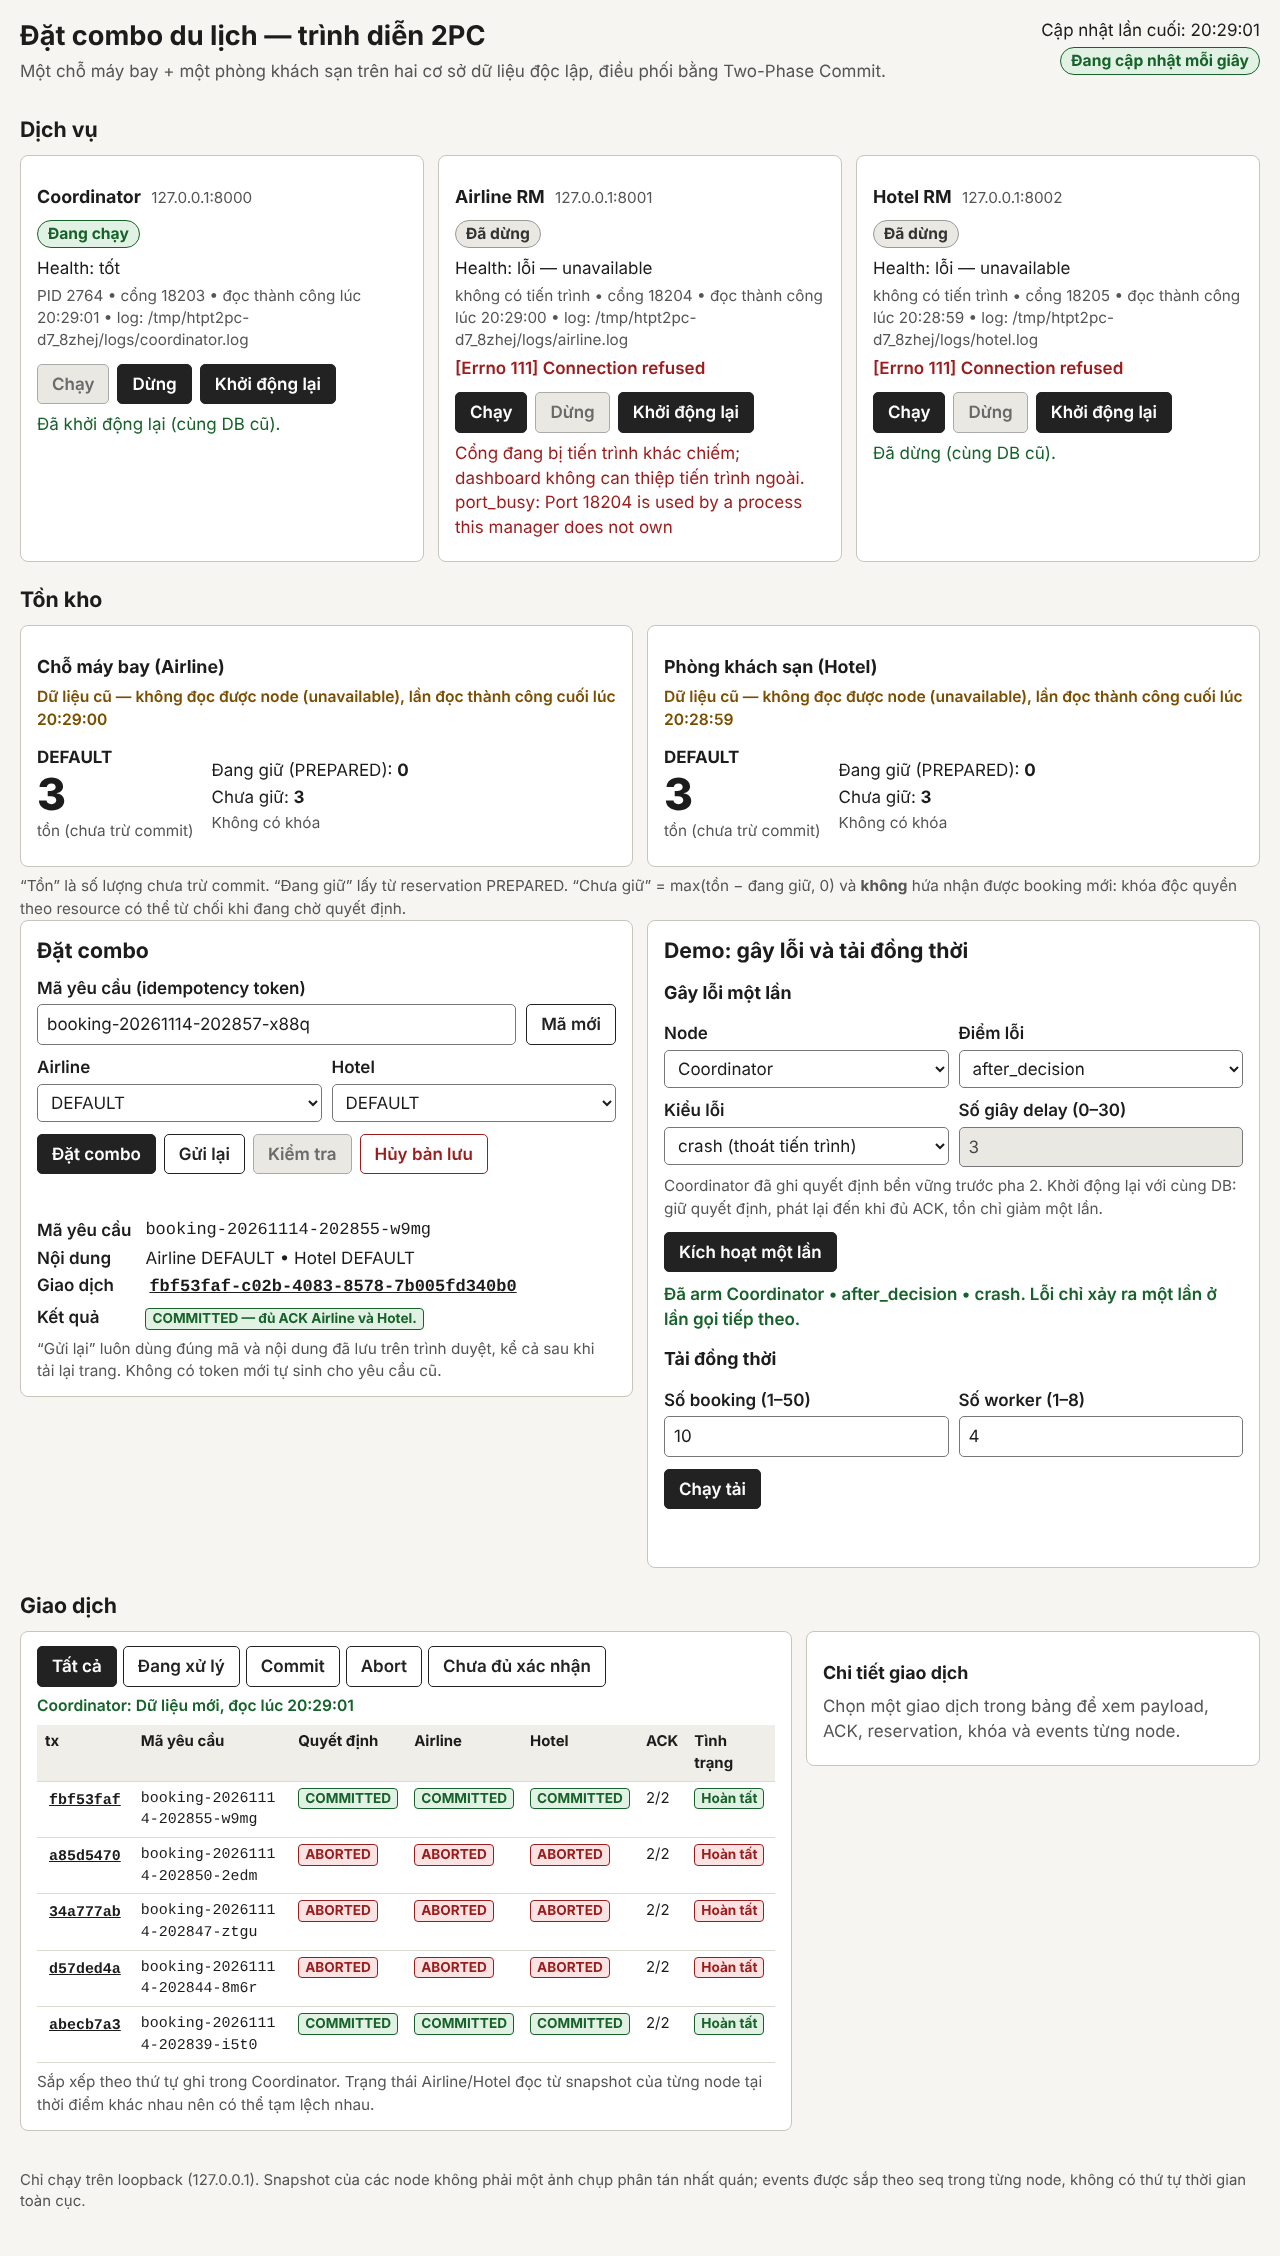 Đặt combo du lịch — trình diễn 2PC
Một chỗ máy bay + một phòng khách sạn trên hai cơ sở dữ liệu độc lập, điều phối bằng Two-Phase Commit.
Cập nhật lần cuối: 20:29:01
Đang cập nhật mỗi giây
Dịch vụ
Coordinator 127.0.0.1:8000
Đang chạy
Health: tốt
PID 2764 • cổng 18203 • đọc thành công lúc
20:29:01 • log: /tmp/htpt2pc-
d7_8zhej/logs/coordinator.log
Chạy Dừng Khởi động lại
Đã khởi động lại (cùng DB cũ).
Airline RM 127.0.0.1:8001
Đã dừng
Health: lỗi — unavailable
không có tiến trình • cổng 18204 • đọc thành công
lúc 20:29:00 • log: /tmp/htpt2pc-
d7_8zhej/logs/airline.log
[Errno 111] Connection refused
Chạy Dừng Khởi động lại
Cổng đang bị tiến trình khác chiếm;
dashboard không can thiệp tiến trình ngoài.
port_busy: Port 18204 is used by a process
this manager does not own
Hotel RM 127.0.0.1:8002
Đã dừng
Health: lỗi — unavailable
không có tiến trình • cổng 18205 • đọc thành công
lúc 20:28:59 • log: /tmp/htpt2pc-
d7_8zhej/logs/hotel.log
[Errno 111] Connection refused
Chạy Dừng Khởi động lại
Đã dừng (cùng DB cũ).
Tồn kho
Chỗ máy bay (Airline)
Dữ liệu cũ — không đọc được node (unavailable), lần đọc thành công cuối lúc
20:29:00
DEFAULT
3
tồn (chưa trừ commit)
Đang giữ (PREPARED): 0
Chưa giữ: 3
Không có khóa
Phòng khách sạn (Hotel)
Dữ liệu cũ — không đọc được node (unavailable), lần đọc thành công cuối lúc
20:28:59
DEFAULT
3
tồn (chưa trừ commit)
Đang giữ (PREPARED): 0
Chưa giữ: 3
Không có khóa
“Tồn” là số lượng chưa trừ commit. “Đang giữ” lấy từ reservation PREPARED. “Chưa giữ” = max(tồn − đang giữ, 0) và không hứa nhận được booking mới: khóa độc quyền
theo resource có thể từ chối khi đang chờ quyết định.
Đặt combo
Mã yêu cầu (idempotency token)
booking-20261114-202857-x88q Mã mới
Airline Hotel
DEFAULT DEFAULT
Đặt combo Gửi lại Kiểm tra Hủy bản lưu
Mã yêu cầu booking-20261114-202855-w9mg
Nội dung Airline DEFAULT • Hotel DEFAULT
Giao dịch fbf53faf-c02b-4083-8578-7b005fd340b0
Kết quả COMMITTED — đủ ACK Airline và Hotel.
“Gửi lại” luôn dùng đúng mã và nội dung đã lưu trên trình duyệt, kể cả sau khi
tải lại trang. Không có token mới tự sinh cho yêu cầu cũ.
Demo: gây lỗi và tải đồng thời
Gây lỗi một lần
Node Điểm lỗi
Coordinator after_decision
Kiểu lỗi Số giây delay (0–30)
crash (thoát tiến trình) 3
Coordinator đã ghi quyết định bền vững trước pha 2. Khởi động lại với cùng DB:
giữ quyết định, phát lại đến khi đủ ACK, tồn chỉ giảm một lần.
Kích hoạt một lần
Đã arm Coordinator • after_decision • crash. Lỗi chỉ xảy ra một lần ở
lần gọi tiếp theo.
Tải đồng thời
Số booking (1–50) Số worker (1–8)
10 4
Chạy tải
Giao dịch
Tất cả Đang xử lý Commit Abort Chưa đủ xác nhận
Coordinator: Dữ liệu mới, đọc lúc 20:29:01
tx Mã yêu cầu Quyết định Airline Hotel ACK Tình
trạng
fbf53faf booking-2026111 COMMITTED COMMITTED COMMITTED 2/2 Hoàn tất
4-202855-w9mg
a85d5470 booking-2026111 ABORTED ABORTED ABORTED 2/2 Hoàn tất
4-202850-2edm
34a777ab booking-2026111 ABORTED ABORTED ABORTED 2/2 Hoàn tất
4-202847-ztgu
d57ded4a booking-2026111 ABORTED ABORTED ABORTED 2/2 Hoàn tất
4-202844-8m6r
abecb7a3 booking-2026111 COMMITTED COMMITTED COMMITTED 2/2 Hoàn tất
4-202839-i5t0
Sắp xếp theo thứ tự ghi trong Coordinator. Trạng thái Airline/Hotel đọc từ snapshot của từng node tại
thời điểm khác nhau nên có thể tạm lệch nhau.
Chi tiết giao dịch
Chọn một giao dịch trong bảng để xem payload,
ACK, reservation, khóa và events từng node.
Chỉ chạy trên loopback (127.0.0.1). Snapshot của các node không phải một ảnh chụp phân tán nhất quán; events được sắp theo seq trong từng node, không có thứ tự thời gian
toàn cục.